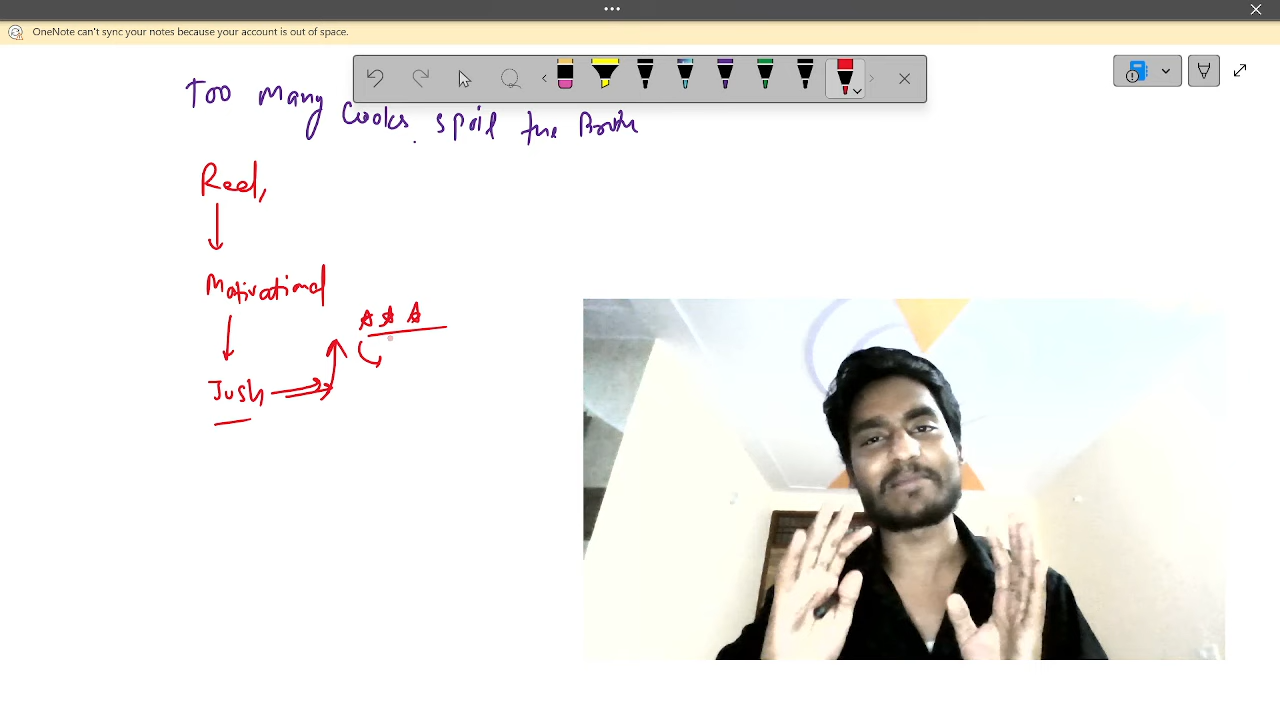 OneNote can't sync your notes because your account is out of space.
Too Many Cooks spoil the Broth
Reel,
Motivational
Josh